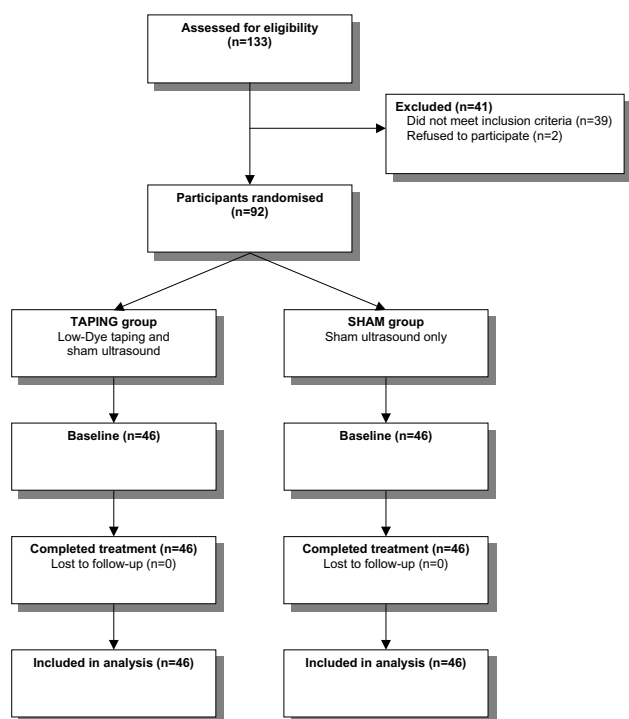 Assessed for eligibility
(n=133)
Excluded (n=41)
Did not meet inclusion criteria (n=39)
Refused to participate (n=2)
Participants randomised
(n=92)
TAPING group
Low-Dye taping and
sham ultrasound
SHAM group
Sham ultrasound only
Baseline (n=46)
Baseline (n=46)
Completed treatment (n=46)
Lost to follow-up (n=0)
Completed treatment (n=46)
Lost to follow-up (n=0)
Included in analysis (n=46)
Included in analysis (n=46)